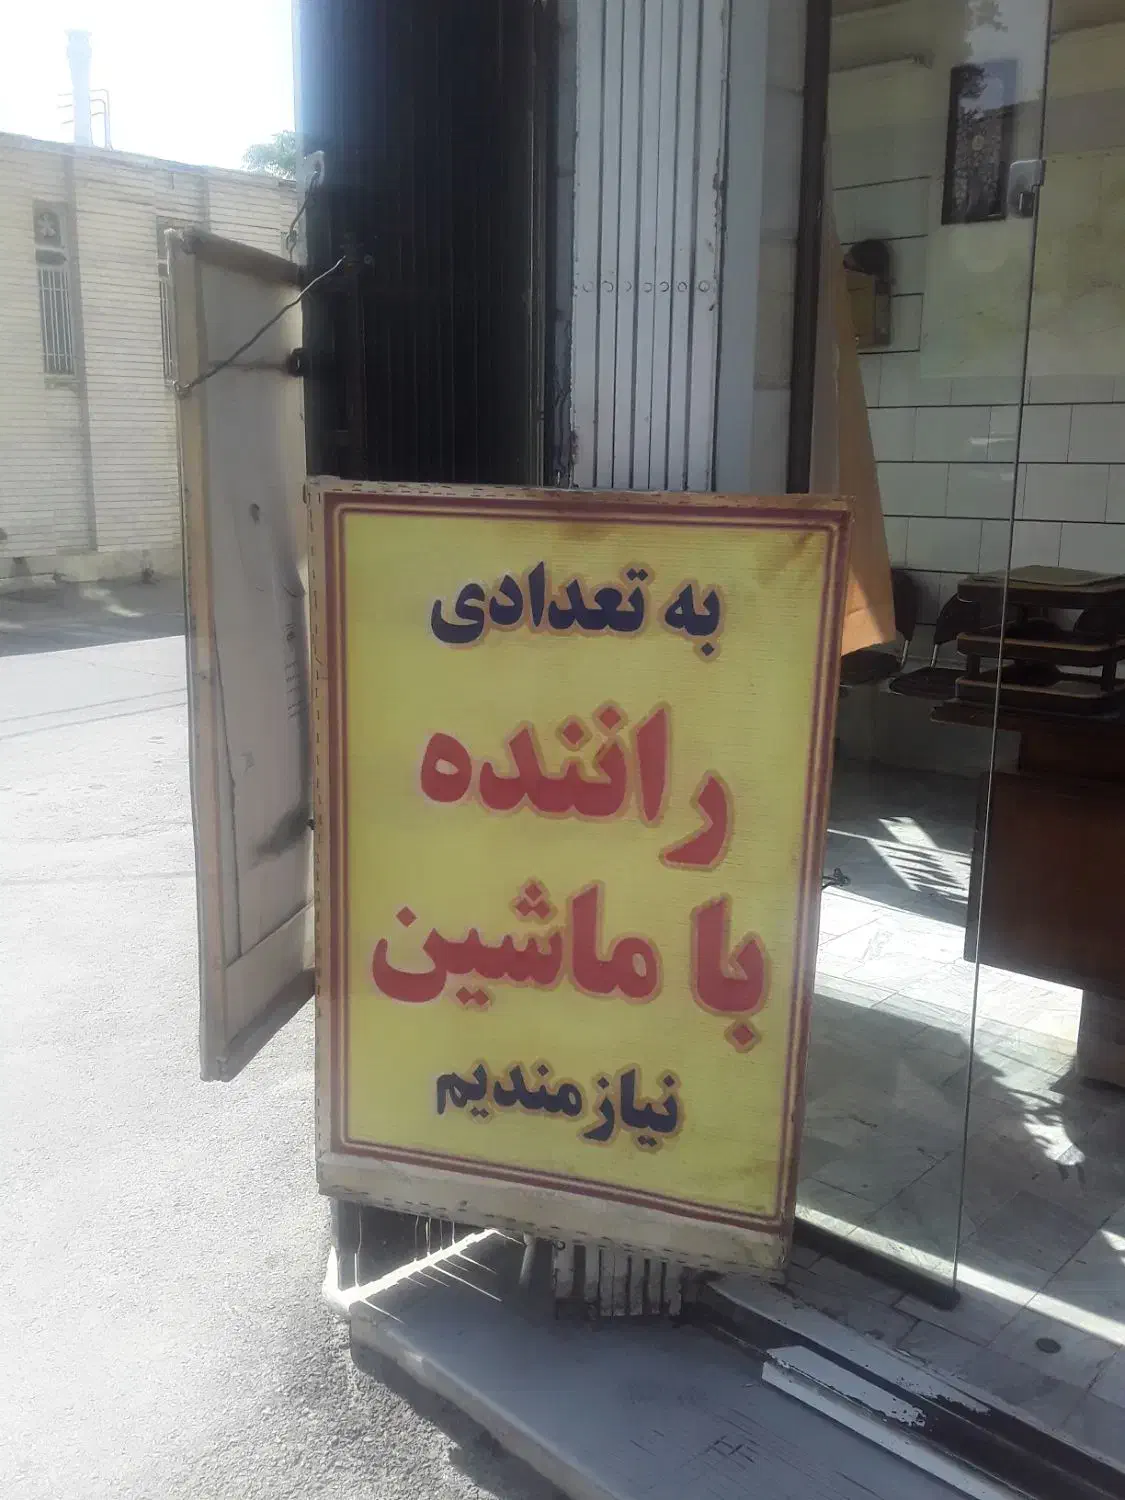 به تعدادی
راننده
با ماشین
نیازمندیم